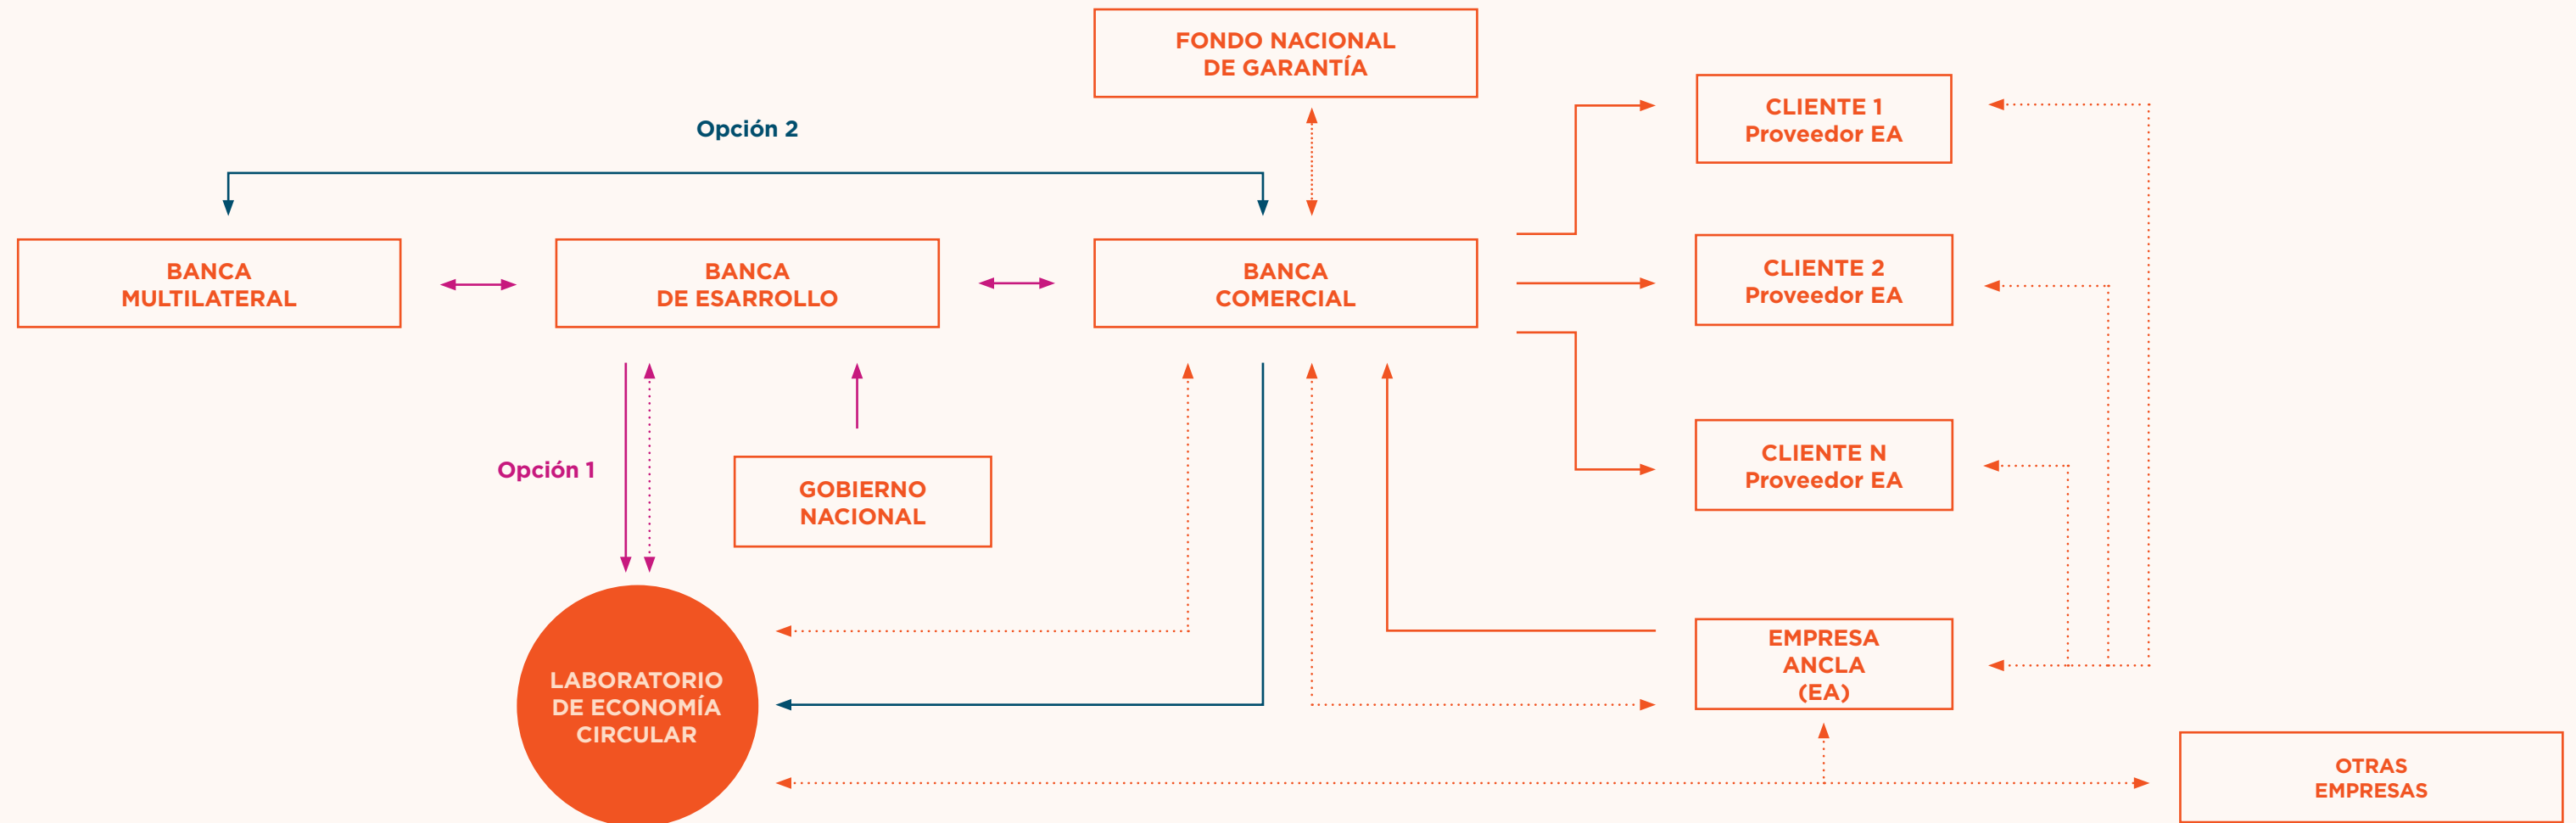 FONDO NACIONAL
DE GARANTÍA
CLIENTE 1
Proveedor EA
Opción 2
BANCA
MULTILATERAL
BANCA
DE ESARROLLO
BANCA
COMERCIAL
CLIENTE 2
Proveedor EA
Opción 1
GOBIERNO
NACIONAL
CLIENTE N
Proveedor EA
LABORATORIO
DE ECONOMÍA
CIRCULAR
EMPRESA
ANCLA
(EA)
OTRAS
EMPRESAS